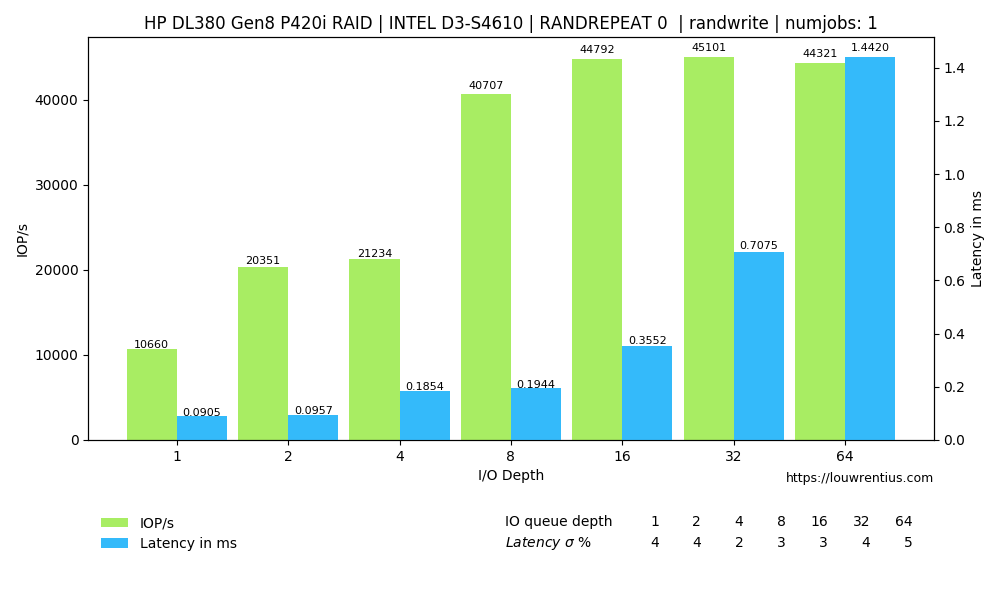 HP DL380 Gen8 P420i RAID | INTEL D3-S4610 | RANDREPEAT 0 | randwrite | numjobs: 1
IOP/s
40000
30000
20000
10000
0
10660
20351
21234
40707
44792
45101
44321
0.0905
0.0957
0.1854
0.1944
0.3552
0.7075
1.4420
1.4
1.2
1.0
0.8
0.6
0.4
0.2
0.0
Latency in ms
1 2 4 8 16 32 64
I/O Depth
https://louwrentius.com
IOP/s
Latency in ms
IO queue depth 1 2 4 8 16 32 64
Latency σ % 4 4 2 3 3 4 5